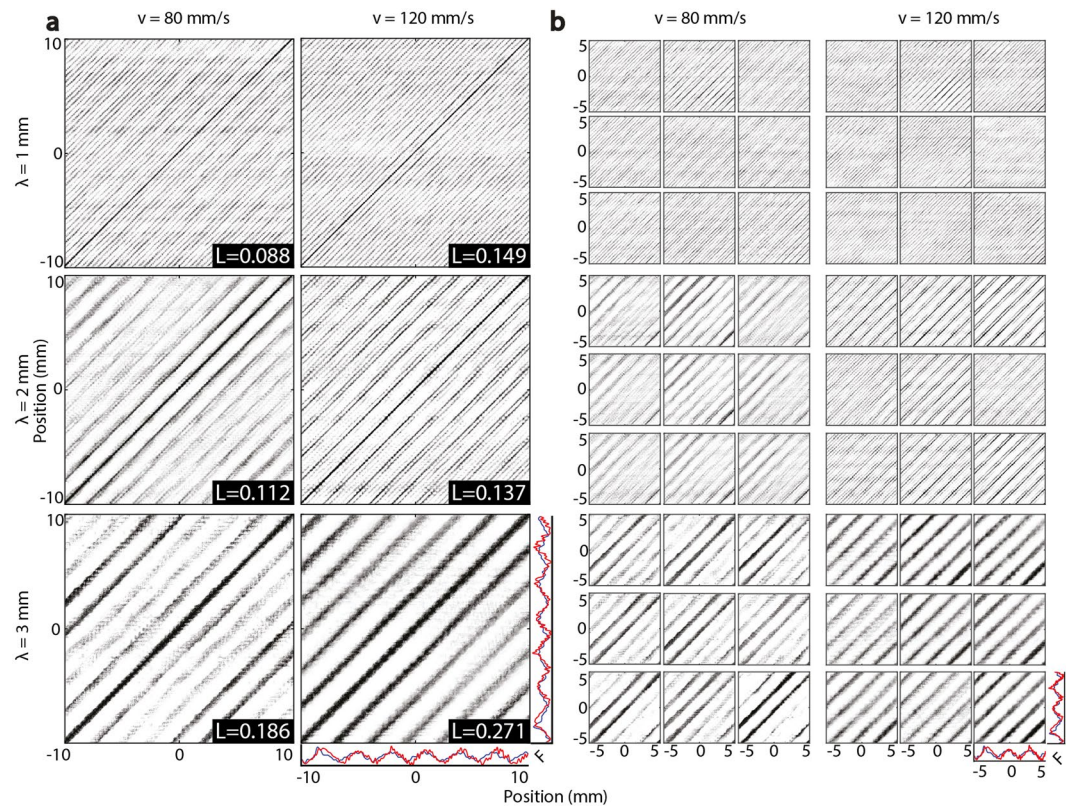 a
v = 80 mm/s
v = 120 mm/s
b
v = 80 mm/s
v = 120 mm/s
λ = 1 mm
10
0
-10
L=0.088
L=0.149
5
0
-5
5
0
-5
5
0
-5
λ = 2 mm
Position (mm)
10
0
-10
L=0.112
L=0.137
5
0
-5
5
0
-5
5
0
-5
λ = 3 mm
10
0
-10
L=0.186
L=0.271
F
5
0
-5
5
0
-5
5
0
-5
F
0
10
-10
0
10
-5 0 5
-5 0 5
-5 0 5
-5 0 5
-5 0 5
-5 0 5
Position (mm)